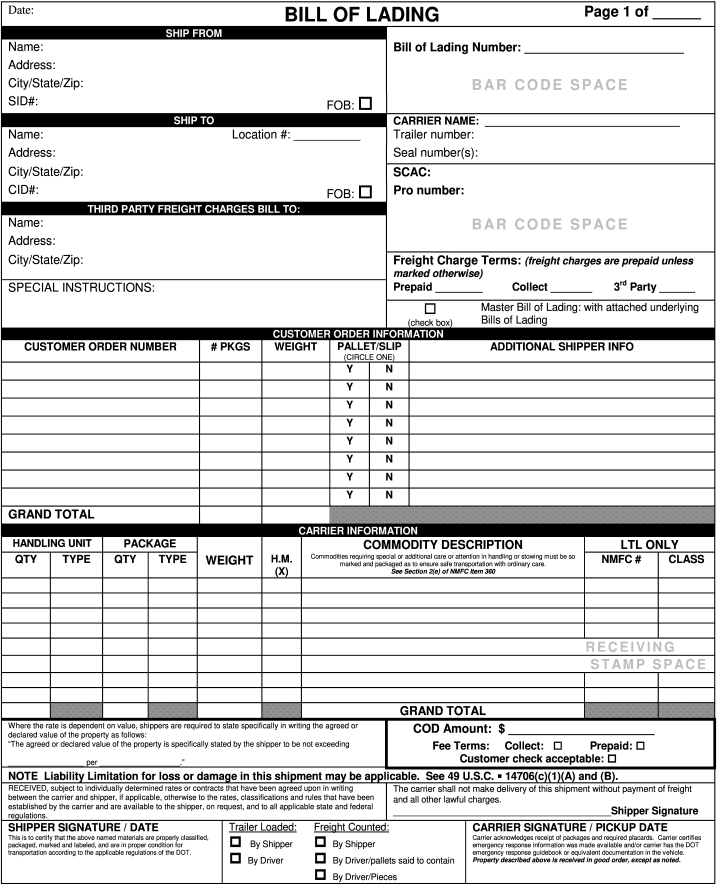 Date:
BILL OF LADING
Page 1 of ______
SHIP FROM
Name:
Address:
City/State/Zip:
SID#:
FOB:
Bill of Lading Number: ______________________
BAR CODE SPACE
SHIP TO
Name:
Location #: __________
Address:
City/State/Zip:
CID#:
FOB:
CARRIER NAME: ______________________________
Trailer number:
Seal number(s):
SCAC:
Pro number:
BAR CODE SPACE
THIRD PARTY FREIGHT CHARGES BILL TO:
Name:
Address:
City/State/Zip:
SPECIAL INSTRUCTIONS:
Freight Charge Terms: (freight charges are prepaid unless
marked otherwise)
Prepaid ________ Collect _______ 3rd Party ______
(check box)
Master Bill of Lading: with attached underlying
Bills of Lading
CUSTOMER ORDER INFORMATION
CUSTOMER ORDER NUMBER # PKGS WEIGHT PALLET/SLIP ADDITIONAL SHIPPER INFO
(CIRCLE ONE)
Y N
Y N
Y N
Y N
Y N
Y N
Y N
Y N
GRAND TOTAL
CARRIER INFORMATION
HANDLING UNIT PACKAGE COMMODITY DESCRIPTION LTL ONLY
QTY TYPE QTY TYPE WEIGHT H.M.
(X)
Commodities requiring special or additional care or attention in handling or stowing must be so
marked and packaged as to ensure safe transportation with ordinary care.
See Section 2(e) of NMFC Item 360
NMFC # CLASS
RECEIVING
STAMP SPACE
GRAND TOTAL
Where the rate is dependent on value, shippers are required to state specifically in writing the agreed or
declared value of the property as follows:
“The agreed or declared value of the property is specifically stated by the shipper to be not exceeding
__________________ per ___________________.”
COD Amount: $ ____________________
Fee Terms: Collect: Prepaid:
Customer check acceptable:
NOTE Liability Limitation for loss or damage in this shipment may be applicable. See 49 U.S.C. ▪ 14706(c)(1)(A) and (B).
RECEIVED, subject to individually determined rates or contracts that have been agreed upon in writing
between the carrier and shipper, if applicable, otherwise to the rates, classifications and rules that have been
established by the carrier and are available to the shipper, on request, and to all applicable state and federal
regulations.
The carrier shall not make delivery of this shipment without payment of freight
and all other lawful charges.
_______________________________________Shipper Signature
SHIPPER SIGNATURE / DATE
This is to certify that the above named materials are properly classified,
packaged, marked and labeled, and are in proper condition for
transportation according to the applicable regulations of the DOT.
Trailer Loaded:
By Shipper
By Driver
Freight Counted:
By Shipper
By Driver/pallets said to contain
By Driver/Pieces
CARRIER SIGNATURE / PICKUP DATE
Carrier acknowledges receipt of packages and required placards. Carrier certifies
emergency response information was made available and/or carrier has the DOT
emergency response guidebook or equivalent documentation in the vehicle.
Property described above is received in good order, except as noted.